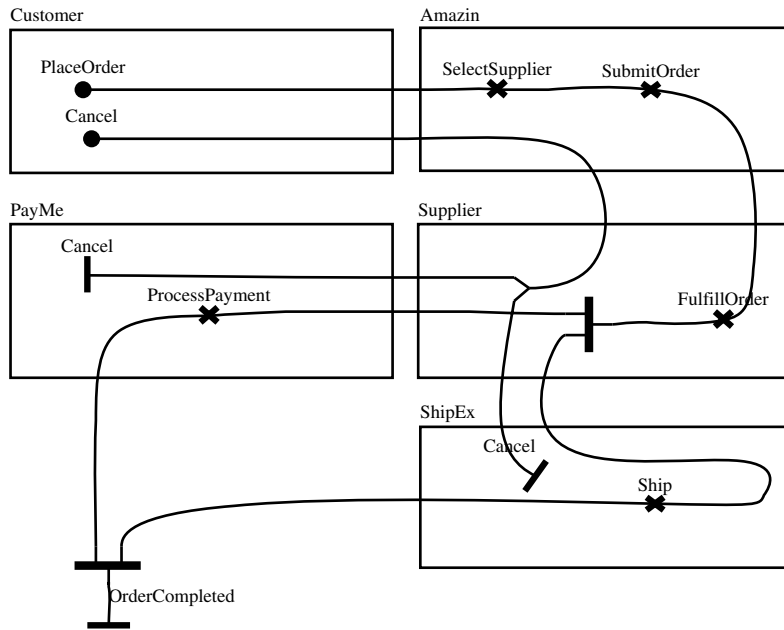 Customer
Amazin
PlaceOrder
SelectSupplier
SubmitOrder
Cancel
PayMe
Supplier
Cancel
ProcessPayment
FulfillOrder
ShipEx
Cancel
Ship
OrderCompleted